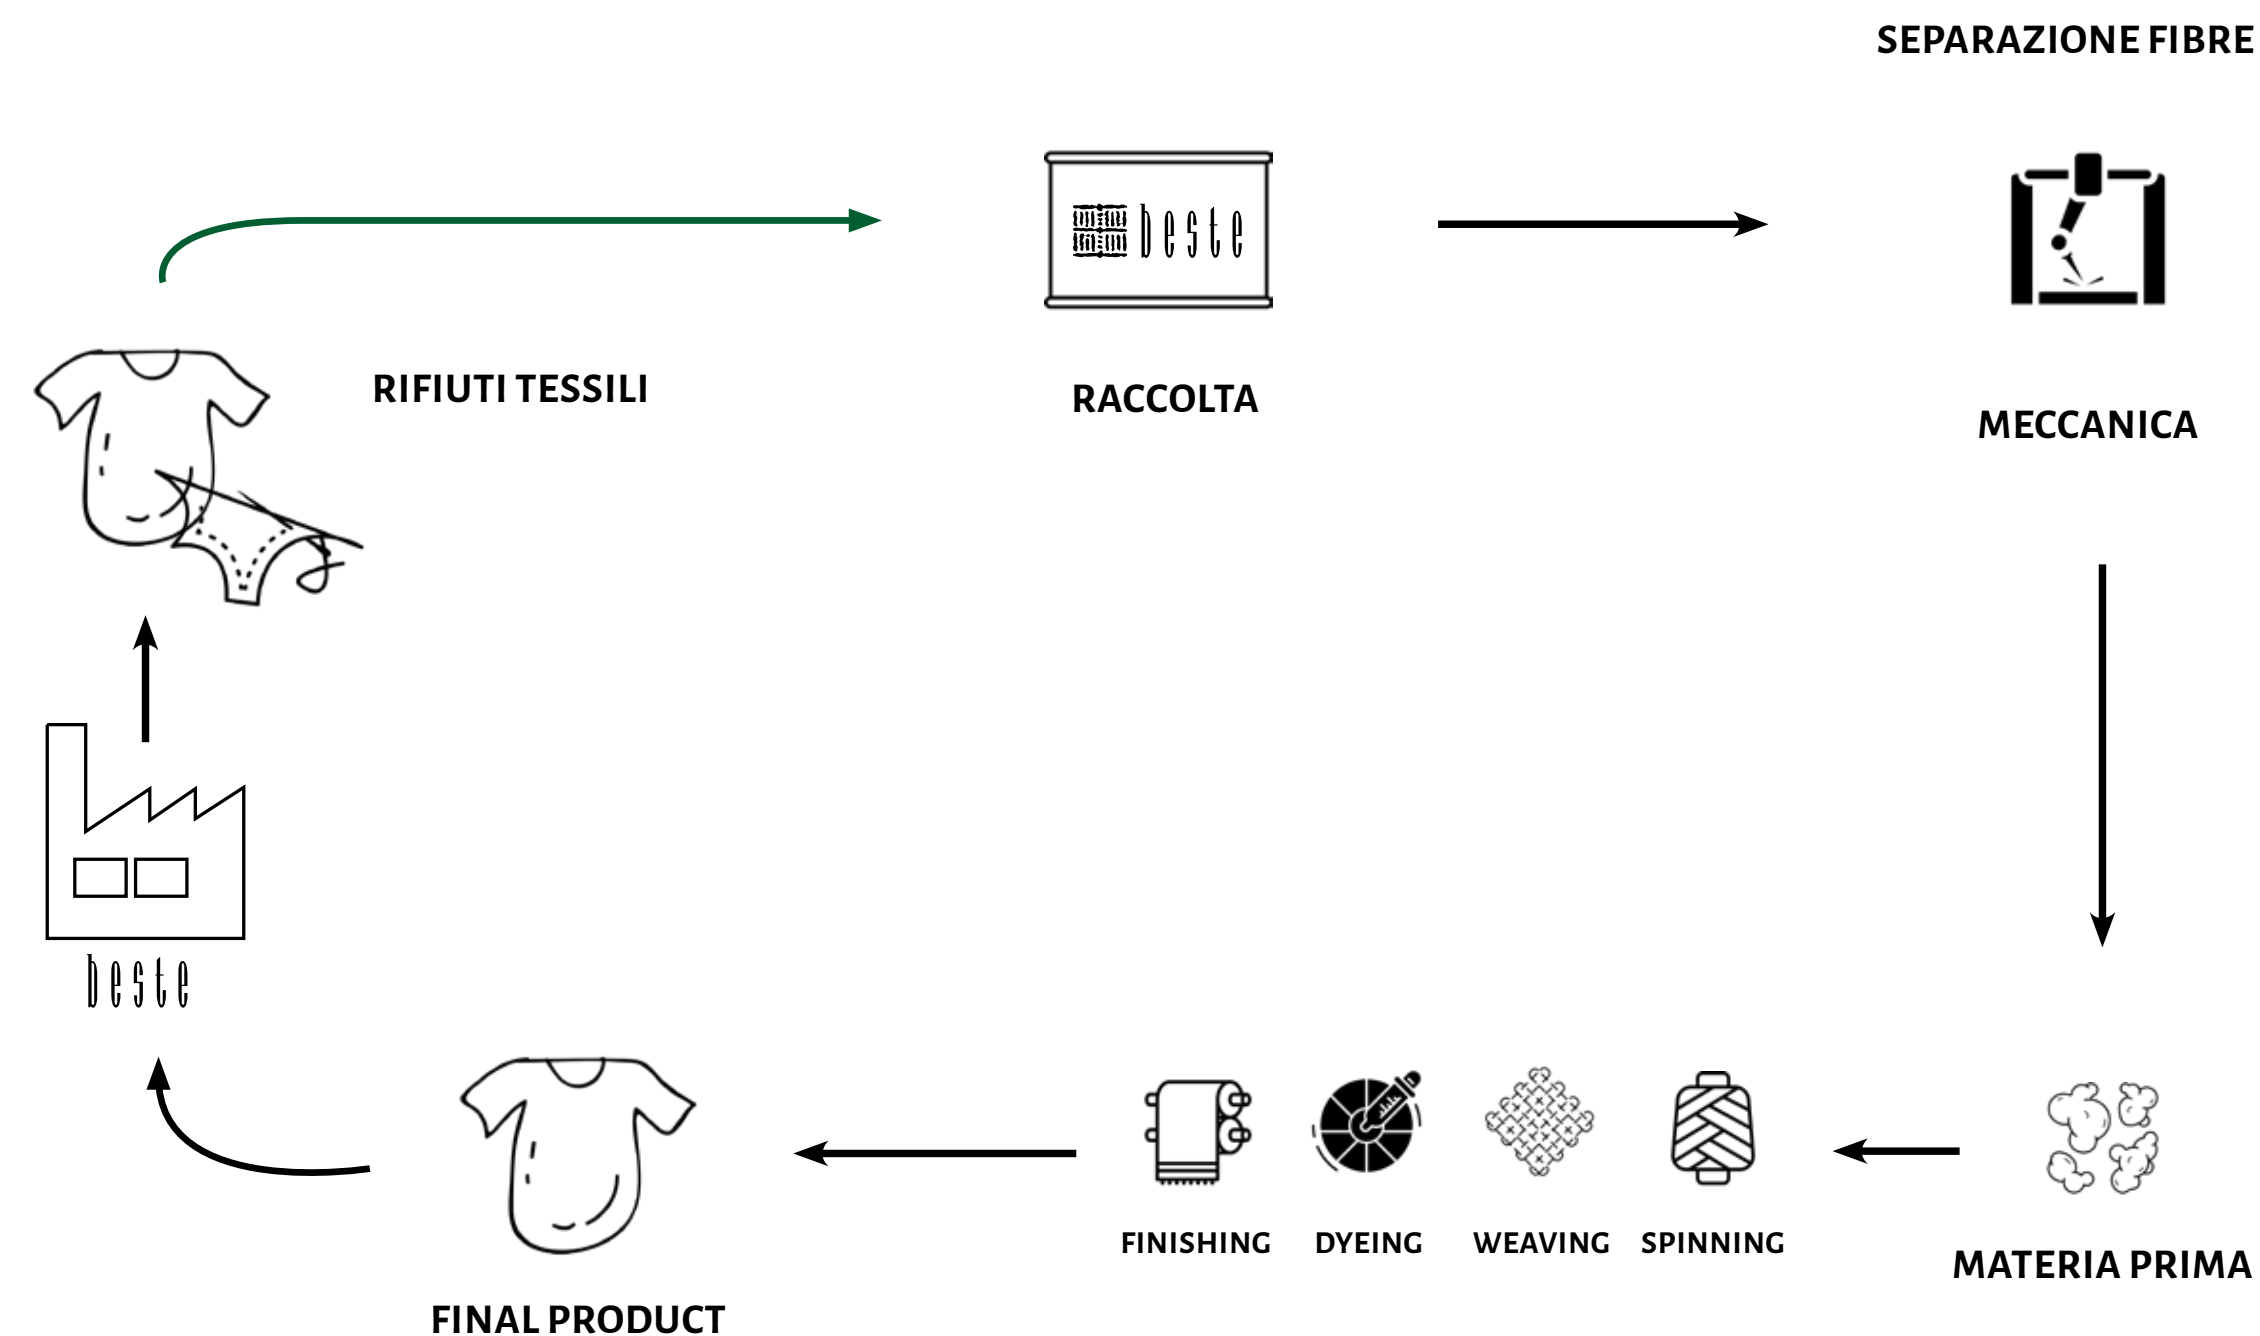 SEPARAZIONE FIBRE
beste
RIFIUTI TESSILI
RACCOLTA
MECCANICA
beste
FINISHING
DYEING
WEAVING
SPINNING
MATERIA PRIMA
FINAL PRODUCT